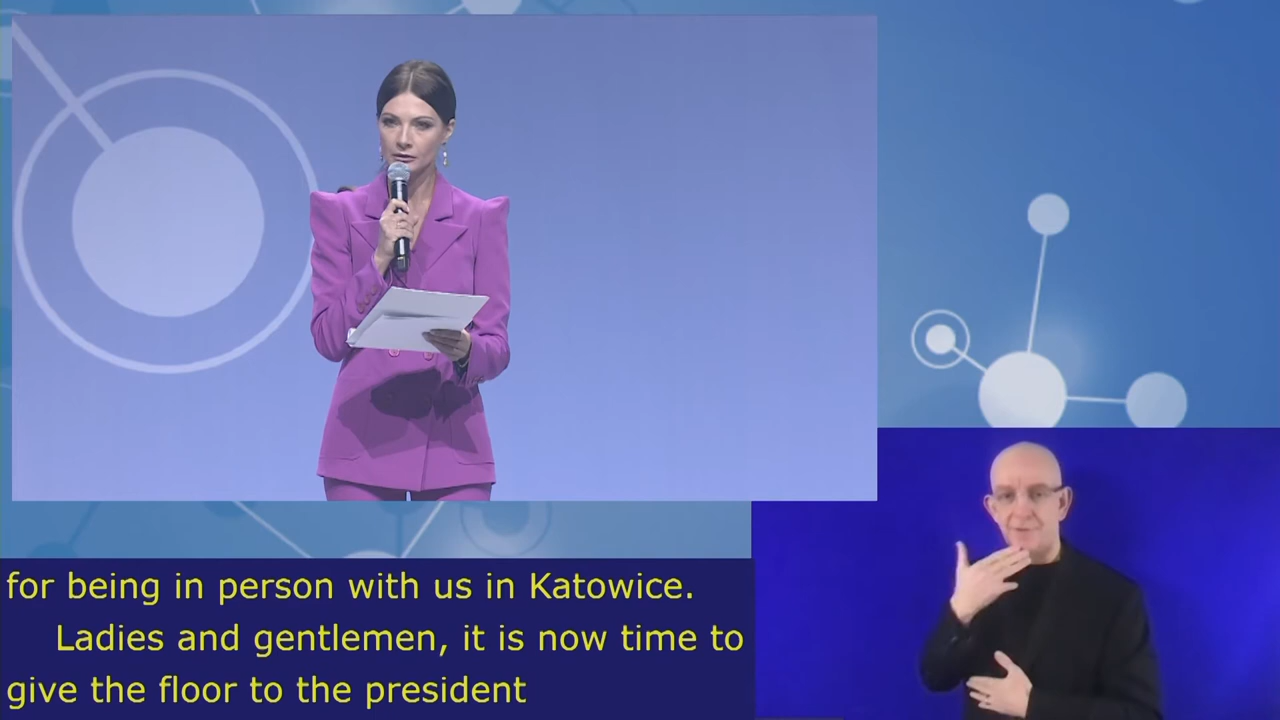 for being in person with us in Katowice.
Ladies and gentlemen, it is now time to
give the floor to the president